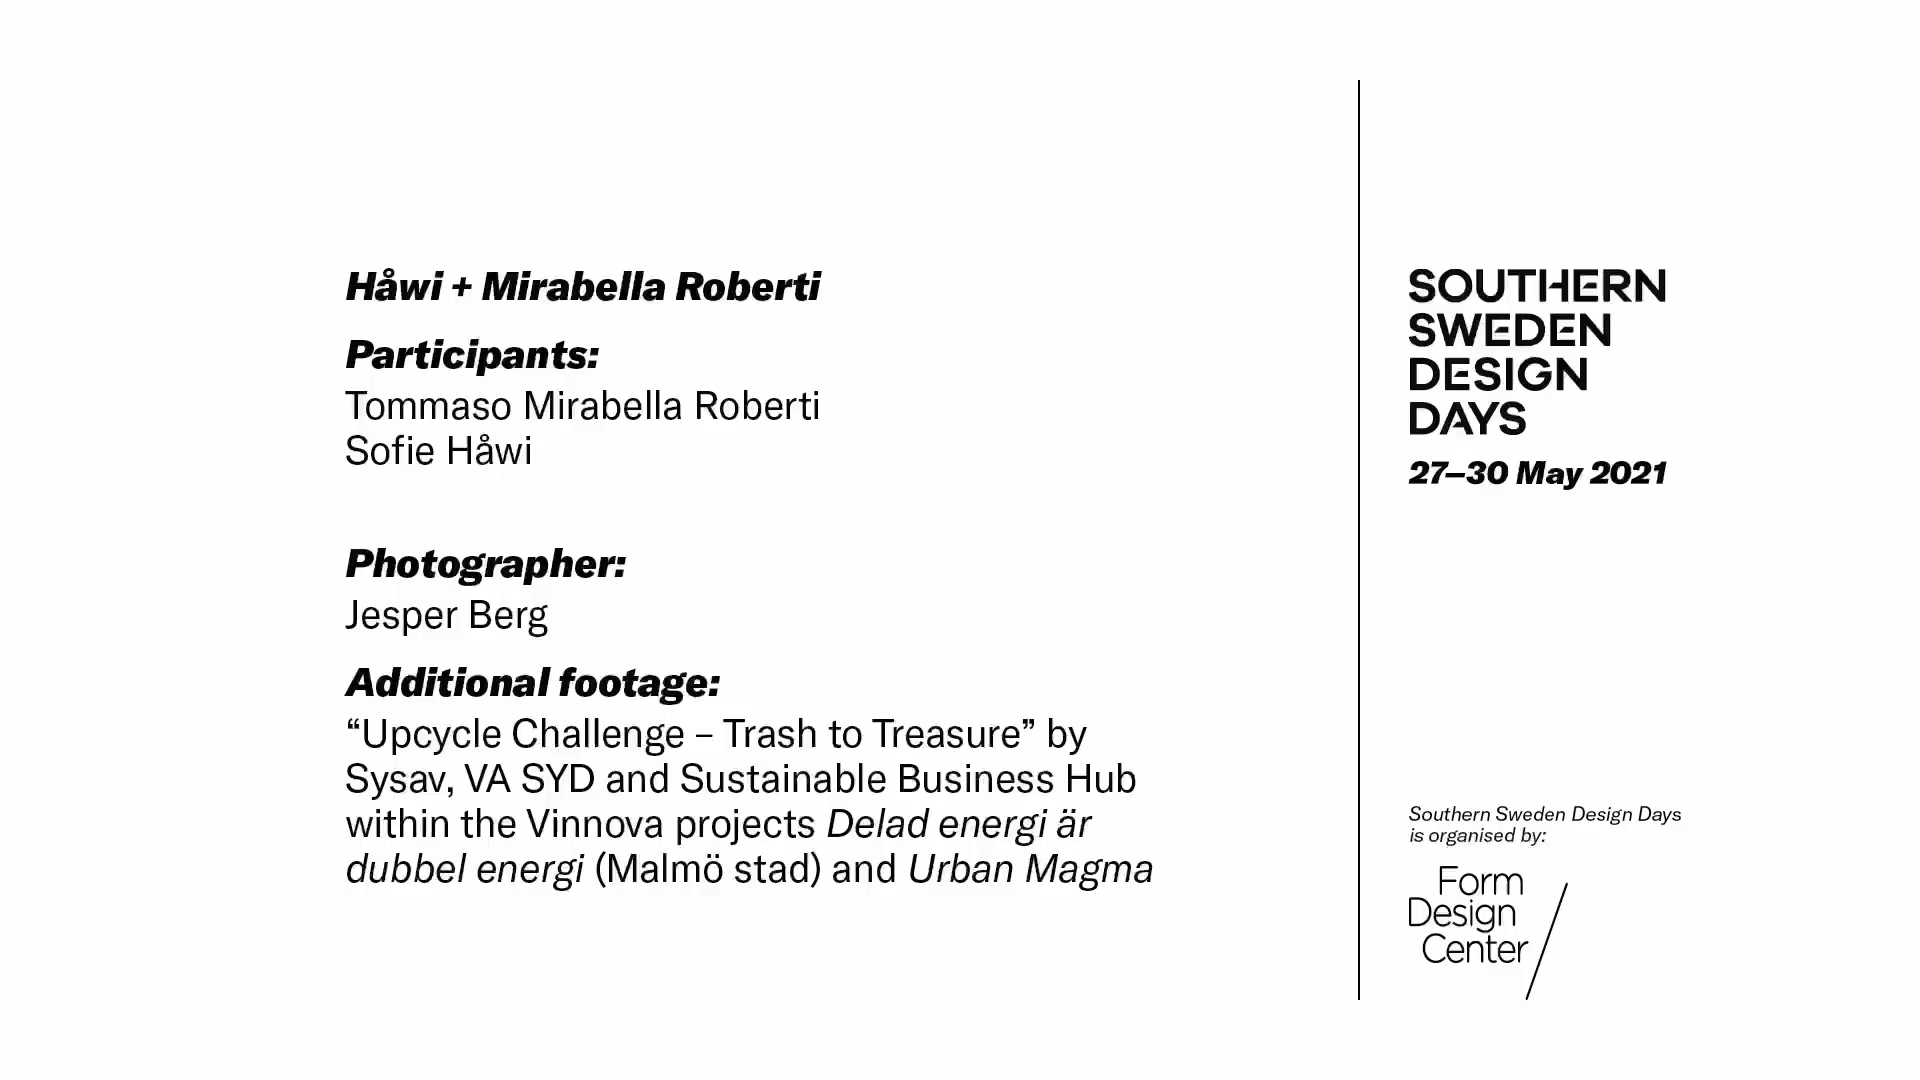 Håwi + Mirabella Roberti
Participants:
Tommaso Mirabella Roberti
Sofie Håwi
Photographer:
Jesper Berg
Additional footage:
“Upcycle Challenge – Trash to Treasure” by
Sysav, VA SYD and Sustainable Business Hub
within the Vinnova projects Delad energi är
dubbel energi (Malmö stad) and Urban Magma
SOUTHERN
SWEDEN
DESIGN
DAYS
27–30 May 2021
Southern Sweden Design Days
is organised by:
Form
Design
Center